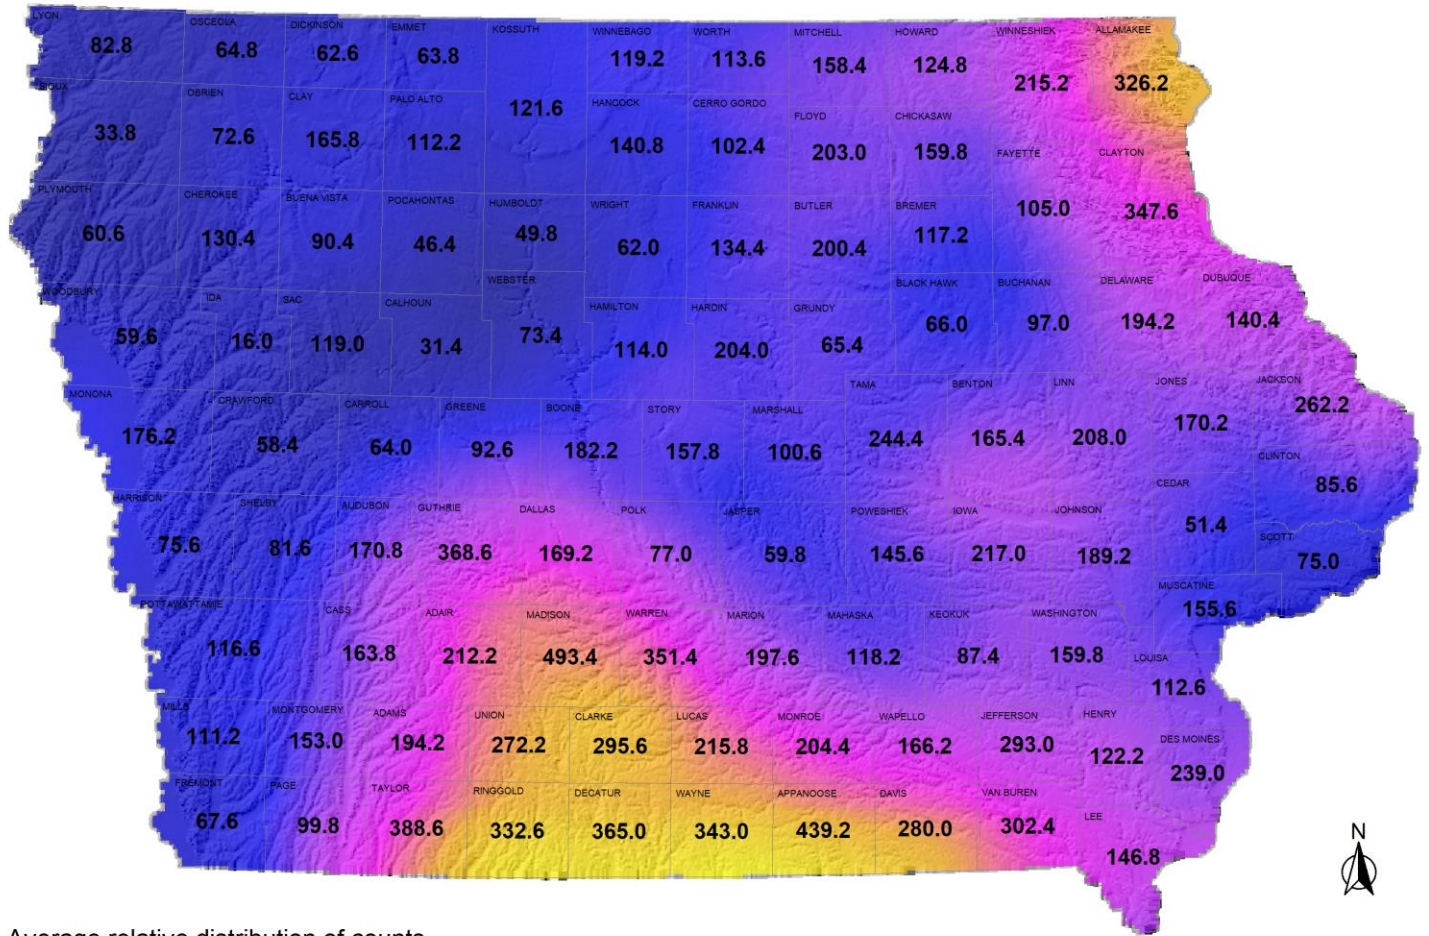 LYON OSCEOLA DICKINSON EMMET KOSSUTH WINNEBAGO WORTH MITCHELL HOWARD WINNESHIEK ALLAMAKEE
82.8 64.8 62.6 63.8 121.6 119.2 113.6 158.4 124.8 215.2 326.2
SIOUX OBRIEN CLAY PALO ALTO HANCOCK CERRO GORDO FLOYD CHICKASAW FAYETTE CLAYTON
33.8 72.6 165.8 112.2 140.8 102.4 203.0 159.8 105.0 347.6
PLYMOUTH CHEROKEE BUENA VISTA POCAHONTAS HUMBOLDT WRIGHT FRANKLIN BUTLER BREMER
60.6 130.4 90.4 46.4 49.8 62.0 134.4 200.4 117.2
WOODBURY IDA SAC CALHOUN WEBSTER HAMILTON HARDIN GRUNDY BLACK HAWK BUCHANAN DELAWARE DUBUQUE
59.6 16.0 119.0 31.4 73.4 114.0 204.0 65.4 66.0 97.0 194.2 140.4
MONONA CRAWFORD CARROLL GREENE BOONE STORY MARSHALL TAMA BENTON LINN JONES JACKSON
176.2 58.4 64.0 92.6 182.2 157.8 100.6 244.4 165.4 208.0 170.2 262.2
CLINTON
85.6
HARRISON SHELBY AUDUBON GUTHRIE DALLAS POLK JASPER POWESHIEK IOWA JOHNSON CEDAR SCOTT
75.6 81.6 170.8 368.6 169.2 77.0 59.8 145.6 217.0 189.2 51.4 75.0
POTTAWATTAMIE CASS ADAIR MADISON WARREN MARION MAHASKA KEOKUK WASHINGTON MUSCATINE
116.6 163.8 212.2 493.4 351.4 197.6 118.2 87.4 159.8 155.6
LOUISA
112.6
MILLS MONTGOMERY ADAMS UNION CLARKE LUCAS MONROE WAPELLO JEFFERSON HENRY DES MOINES
111.2 153.0 194.2 272.2 295.6 215.8 204.4 166.2 293.0 122.2 239.0
FREMONT PAGE TAYLOR RINGGOLD DECATUR WAYNE APPANOOSE DAVIS VAN BUREN LEE
67.6 99.8 388.6 332.6 365.0 343.0 439.2 280.0 302.4 146.8
N
Average relative distribution of counts